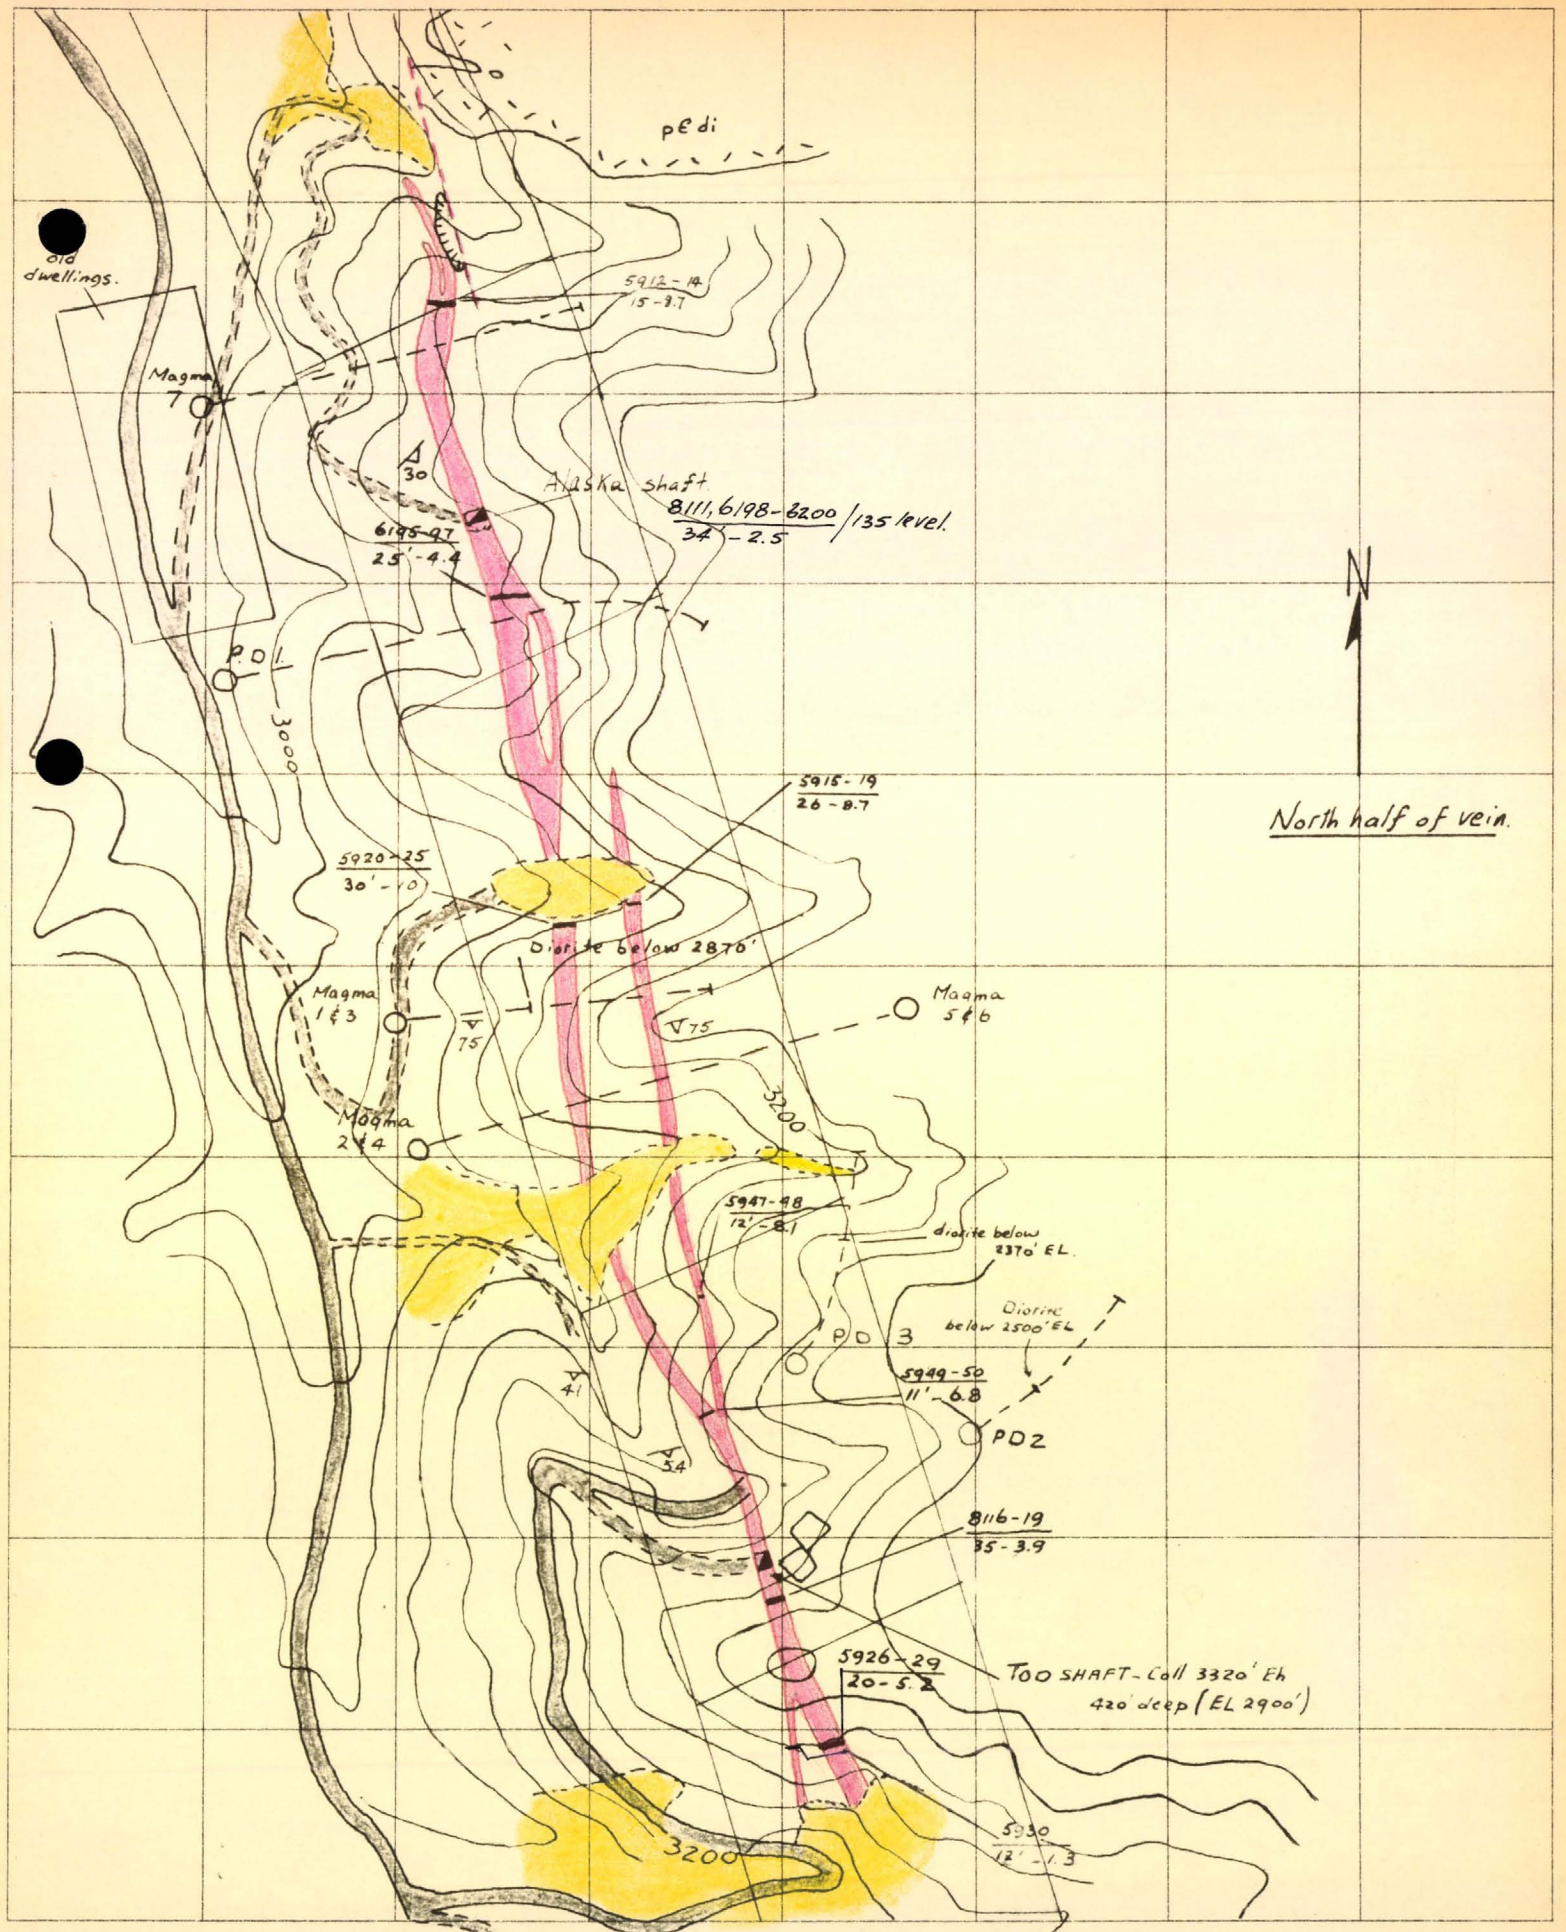 pЄdi
old
dwellings.
5912-14
15-8.7
Magma
7
30
Alaska shaft.
8111, 6198-6200 /135 level.
34'-2.5
6195-97
25'-4.4
N
P.D 1.
3000
5915-19
26-8.7
North half of vein.
5920-25
30'-10
Diorite below 2870'
Magma
1 & 3
75
75
Magma
5 & 6
3200
Magma
2 & 4
5947-48
12'-8.1
diorite below
2370' EL.
Diorite
below 2500' EL
P D 3
5949-50
11'-6.8
41
PD2
54
8116-19
35-3.9
5926-29
20-5.2
TOD SHAFT-Coll 3320' Eh
420' deep (EL 2900')
5930
12'-1.3
3200